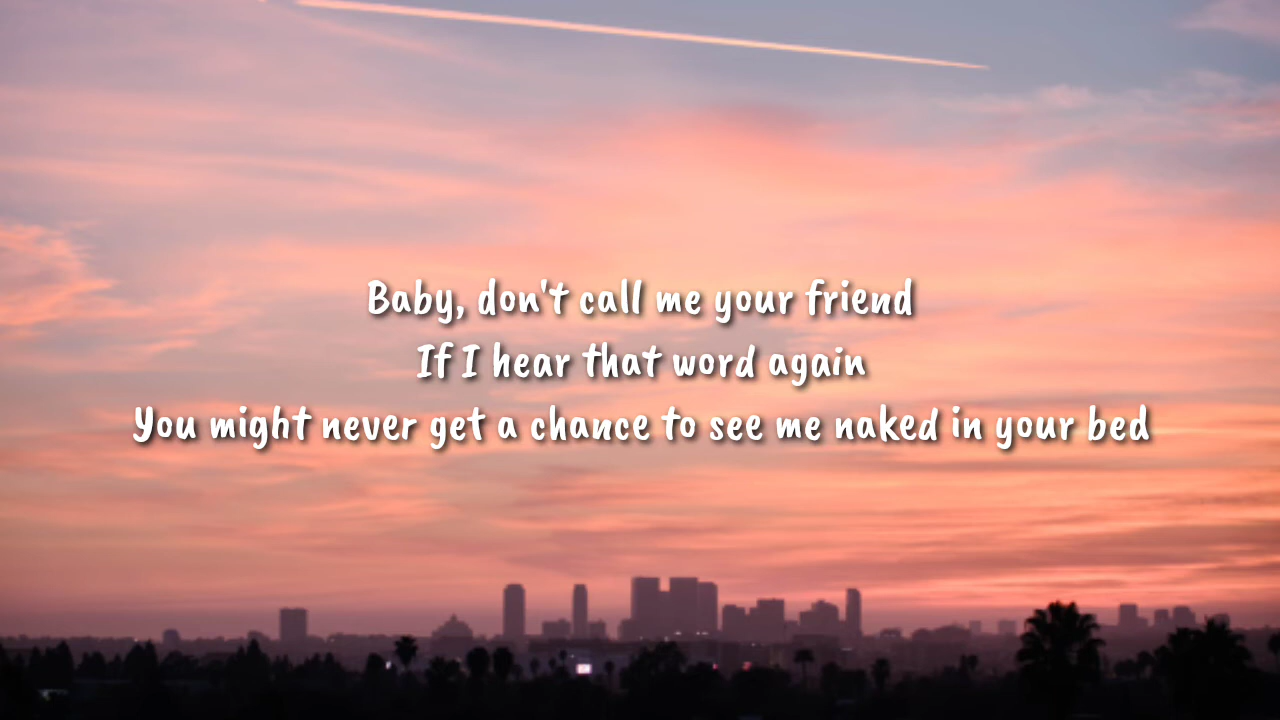 Baby, don't call me your friend
If I hear that word again
You might never get a chance to see me naked in your bed